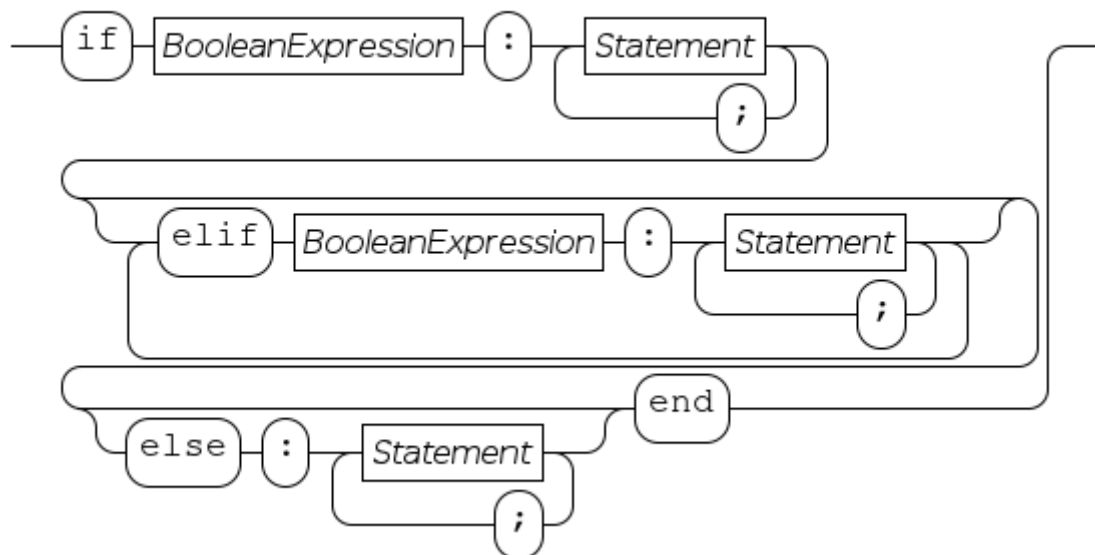 if BooleanExpression : Statement
;
elif BooleanExpression : Statement
;
end
else : Statement
;